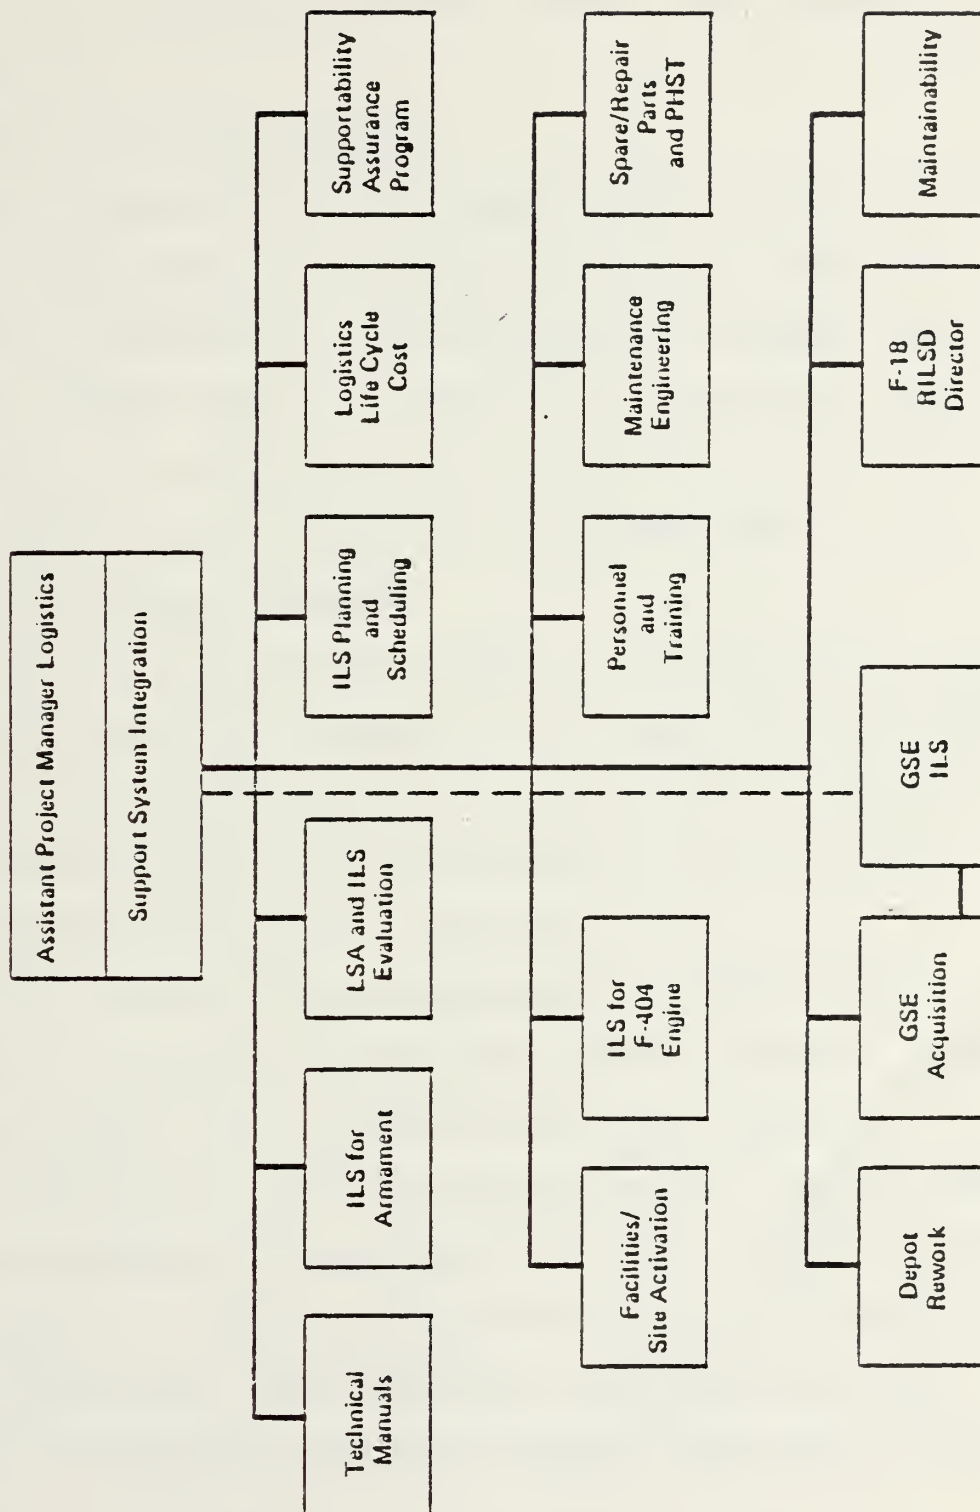 Assistant Project Manager Logistics
Support System Integration
Technical
Manuals
ILS for
Armament
LSA and ILS
Evaluation
ILS Planning
and
Scheduling
Logistics
Life Cycle
Cost
Supportability
Assurance
Program
Facilities/
Site Activation
ILS for
F-404
Engine
Personnel
and
Training
Maintenance
Engineering
Spare/Repair
Parts
and PHST
Depot
Rework
GSE
Acquisition
GSE
ILS
F-18
RILSD
Director
Maintainability